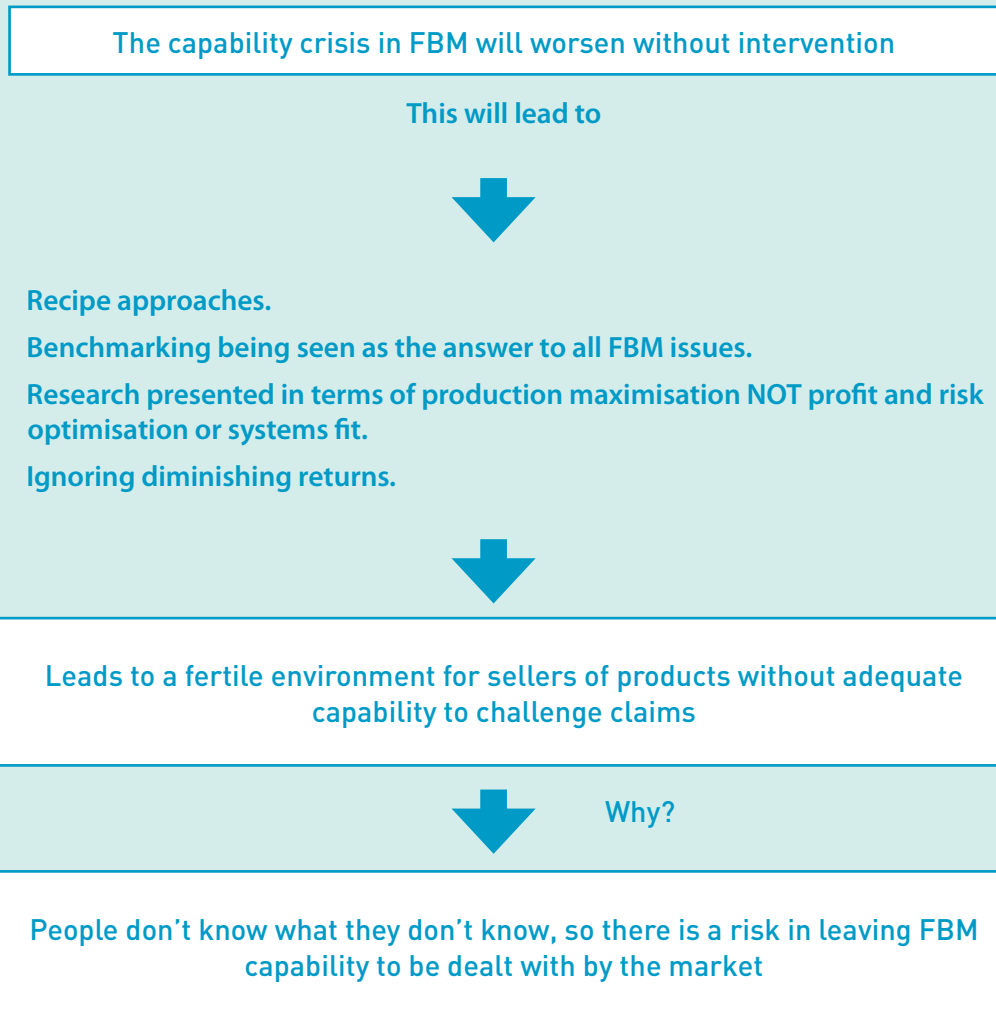 The capability crisis in FBM will worsen without intervention
This will lead to
Recipe approaches.
Benchmarking being seen as the answer to all FBM issues.
Research presented in terms of production maximisation NOT profit and risk
optimisation or systems fit.
Ignoring diminishing returns.
Leads to a fertile environment for sellers of products without adequate
capability to challenge claims
Why?
People don’t know what they don’t know, so there is a risk in leaving FBM
capability to be dealt with by the market